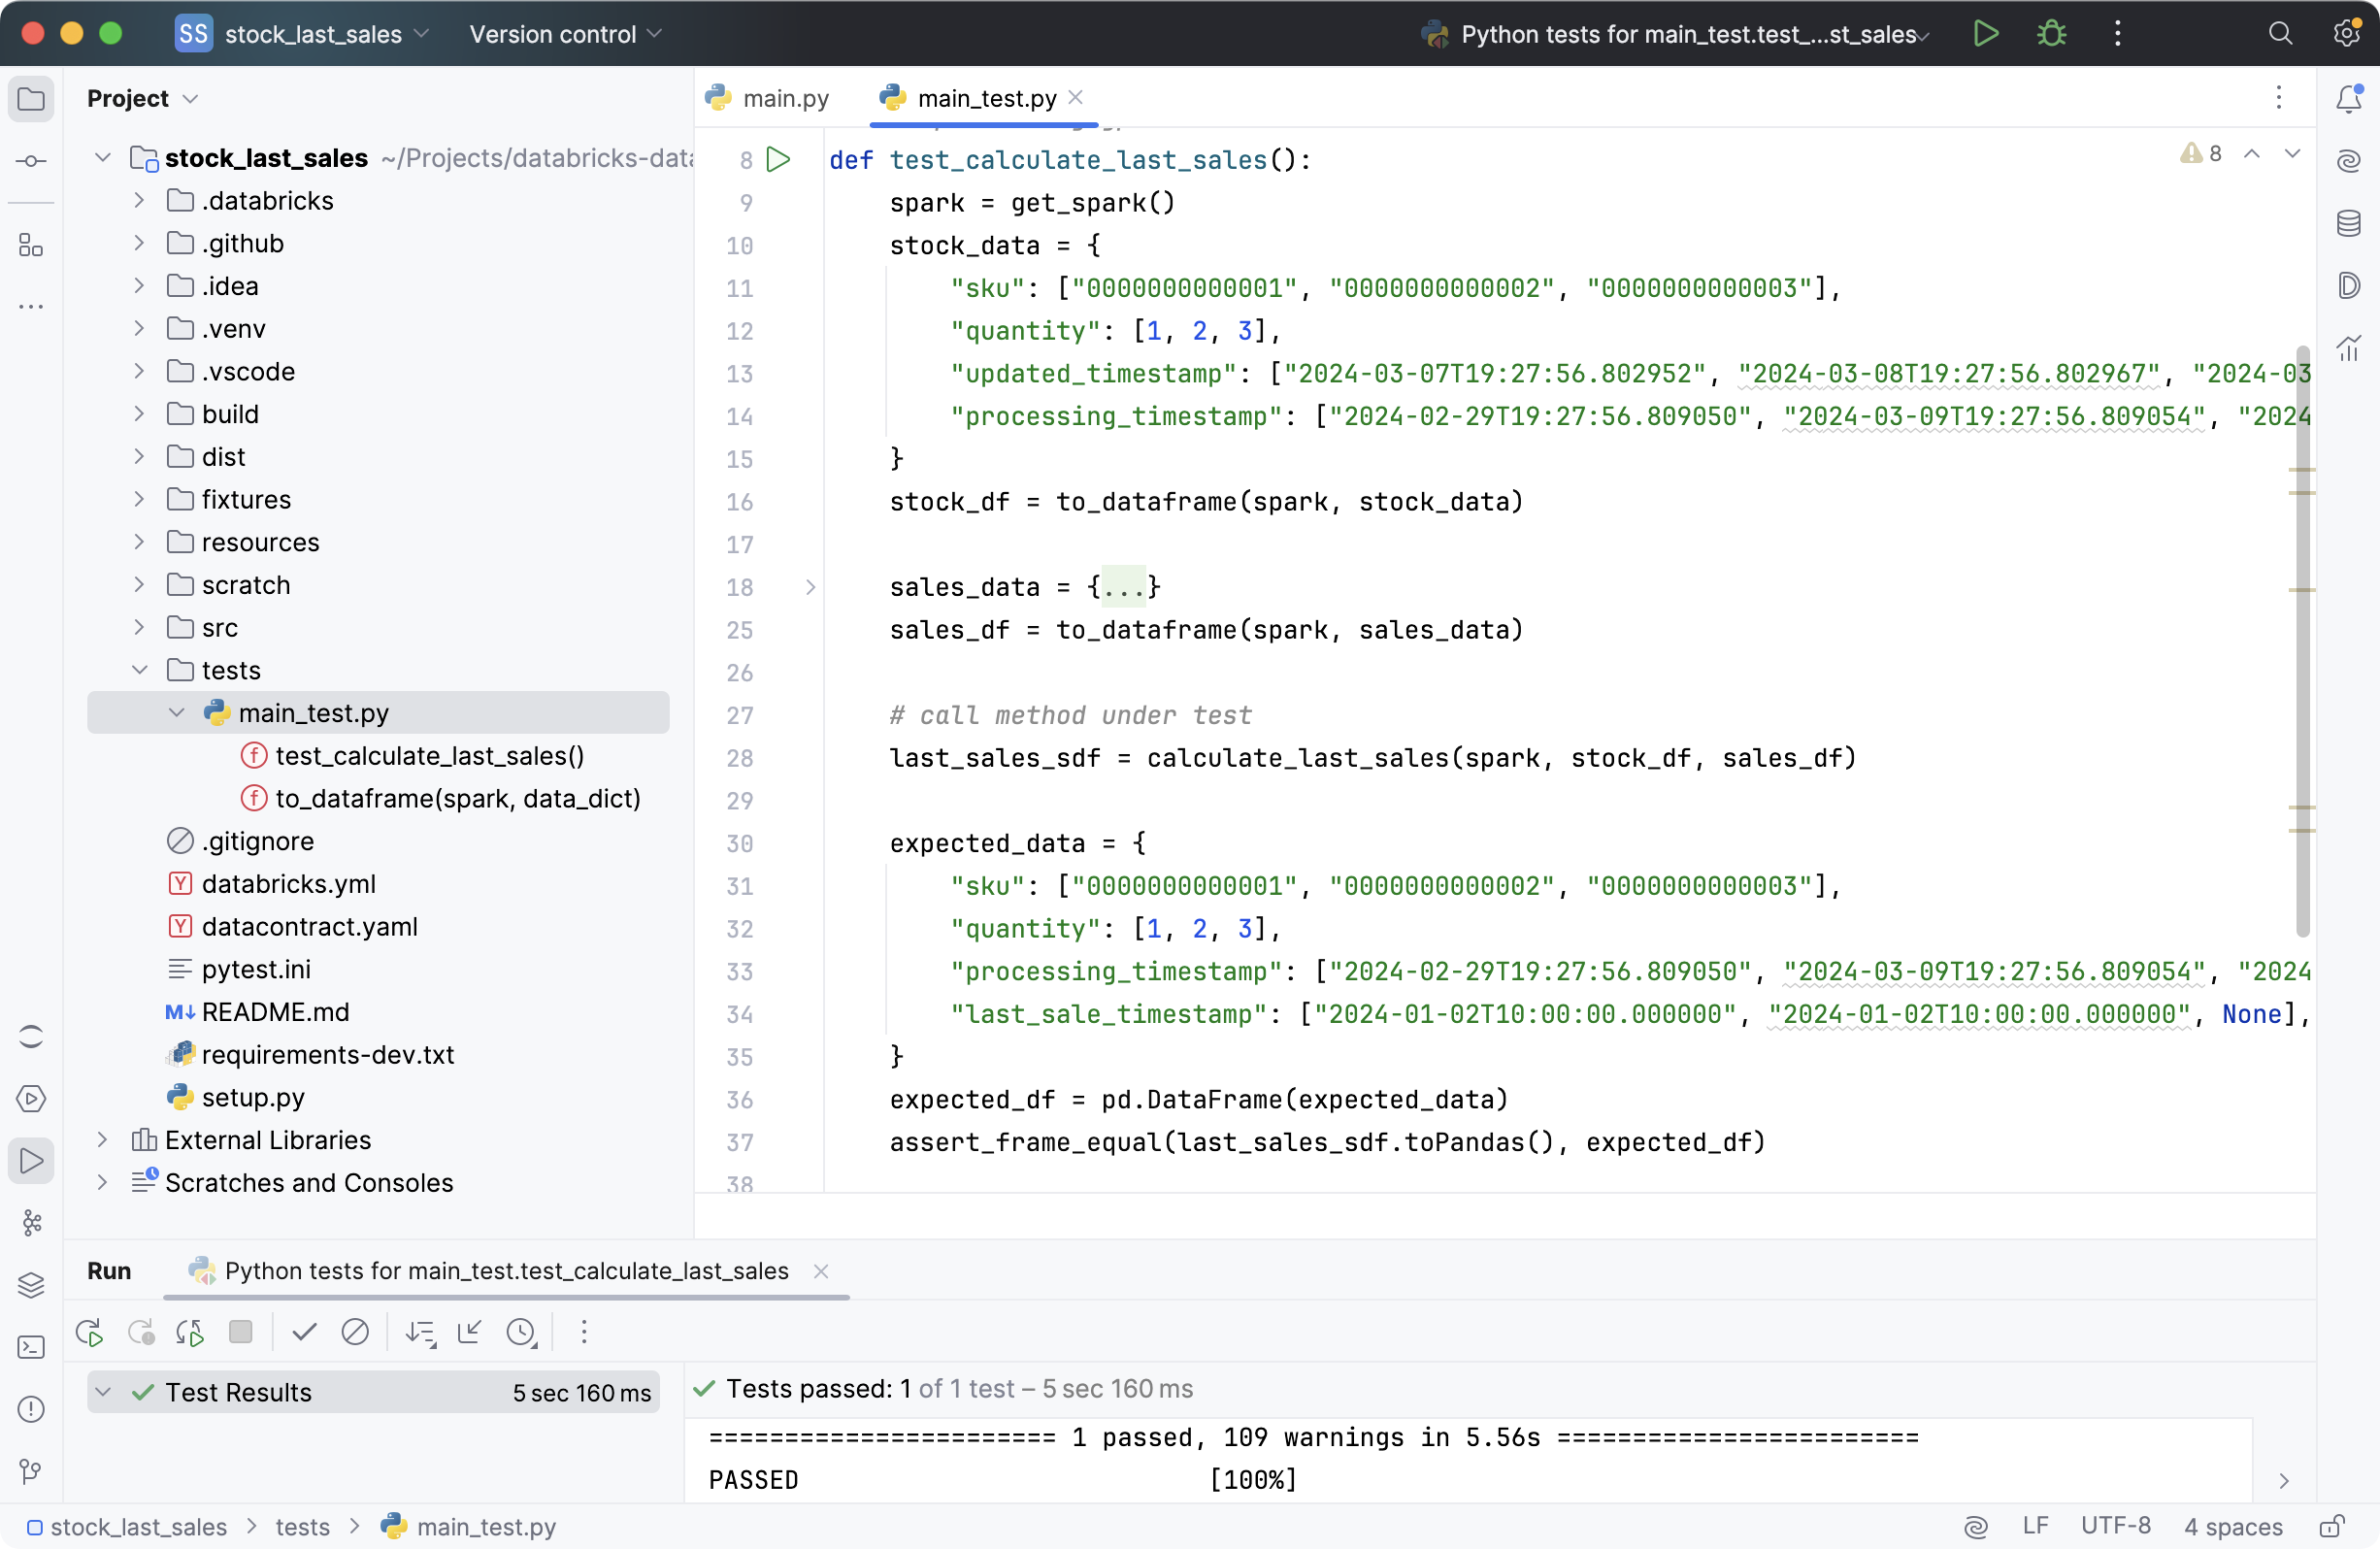 SS stock_last_sales Version control Python tests for main_test.test_...st_sales
Project
main.py main_test.py
stock_last_sales ~/Projects/databricks-data
.databricks
.github
.idea
.venv
.vscode
build
dist
fixtures
resources
scratch
src
tests
main_test.py
test_calculate_last_sales()
to_dataframe(spark, data_dict)
.gitignore
databricks.yml
datacontract.yaml
pytest.ini
README.md
requirements-dev.txt
setup.py
External Libraries
Scratches and Consoles
8 def test_calculate_last_sales():
8
9 spark = get_spark()
10 stock_data = {
11 "sku": ["0000000000001", "0000000000002", "0000000000003"],
12 "quantity": [1, 2, 3],
13 "updated_timestamp": ["2024-03-07T19:27:56.802952", "2024-03-08T19:27:56.802967", "2024-03
14 "processing_timestamp": ["2024-02-29T19:27:56.809050", "2024-03-09T19:27:56.809054", "2024
15 }
16 stock_df = to_dataframe(spark, stock_data)
17
18 sales_data = {...}
25 sales_df = to_dataframe(spark, sales_data)
26
27 # call method under test
28 last_sales_sdf = calculate_last_sales(spark, stock_df, sales_df)
29
30 expected_data = {
31 "sku": ["0000000000001", "0000000000002", "0000000000003"],
32 "quantity": [1, 2, 3],
33 "processing_timestamp": ["2024-02-29T19:27:56.809050", "2024-03-09T19:27:56.809054", "2024
34 "last_sale_timestamp": ["2024-01-02T10:00:00.000000", "2024-01-02T10:00:00.000000", None],
35 }
36 expected_df = pd.DataFrame(expected_data)
37 assert_frame_equal(last_sales_sdf.toPandas(), expected_df)
38
Run Python tests for main_test.test_calculate_last_sales
Test Results 5 sec 160 ms
Tests passed: 1 of 1 test – 5 sec 160 ms
======================= 1 passed, 109 warnings in 5.56s ========================
PASSED [100%]
stock_last_sales > tests > main_test.py LF UTF-8 4 spaces